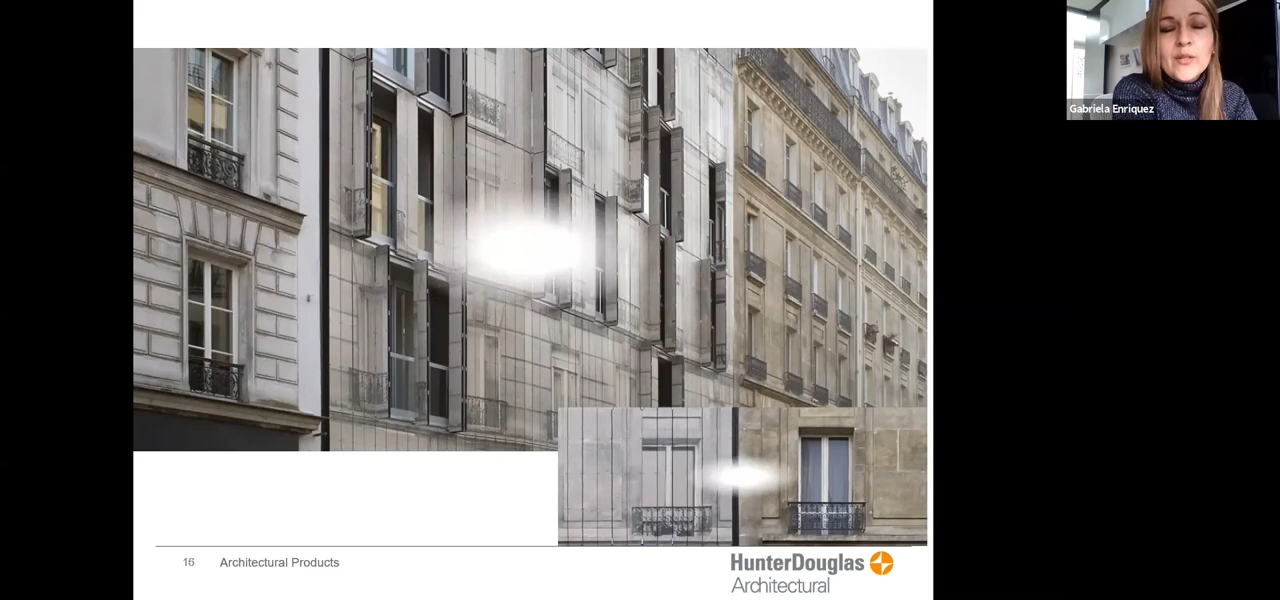 Gabriela Enriquez
16 Architectural Products
HunterDouglas
Architectural